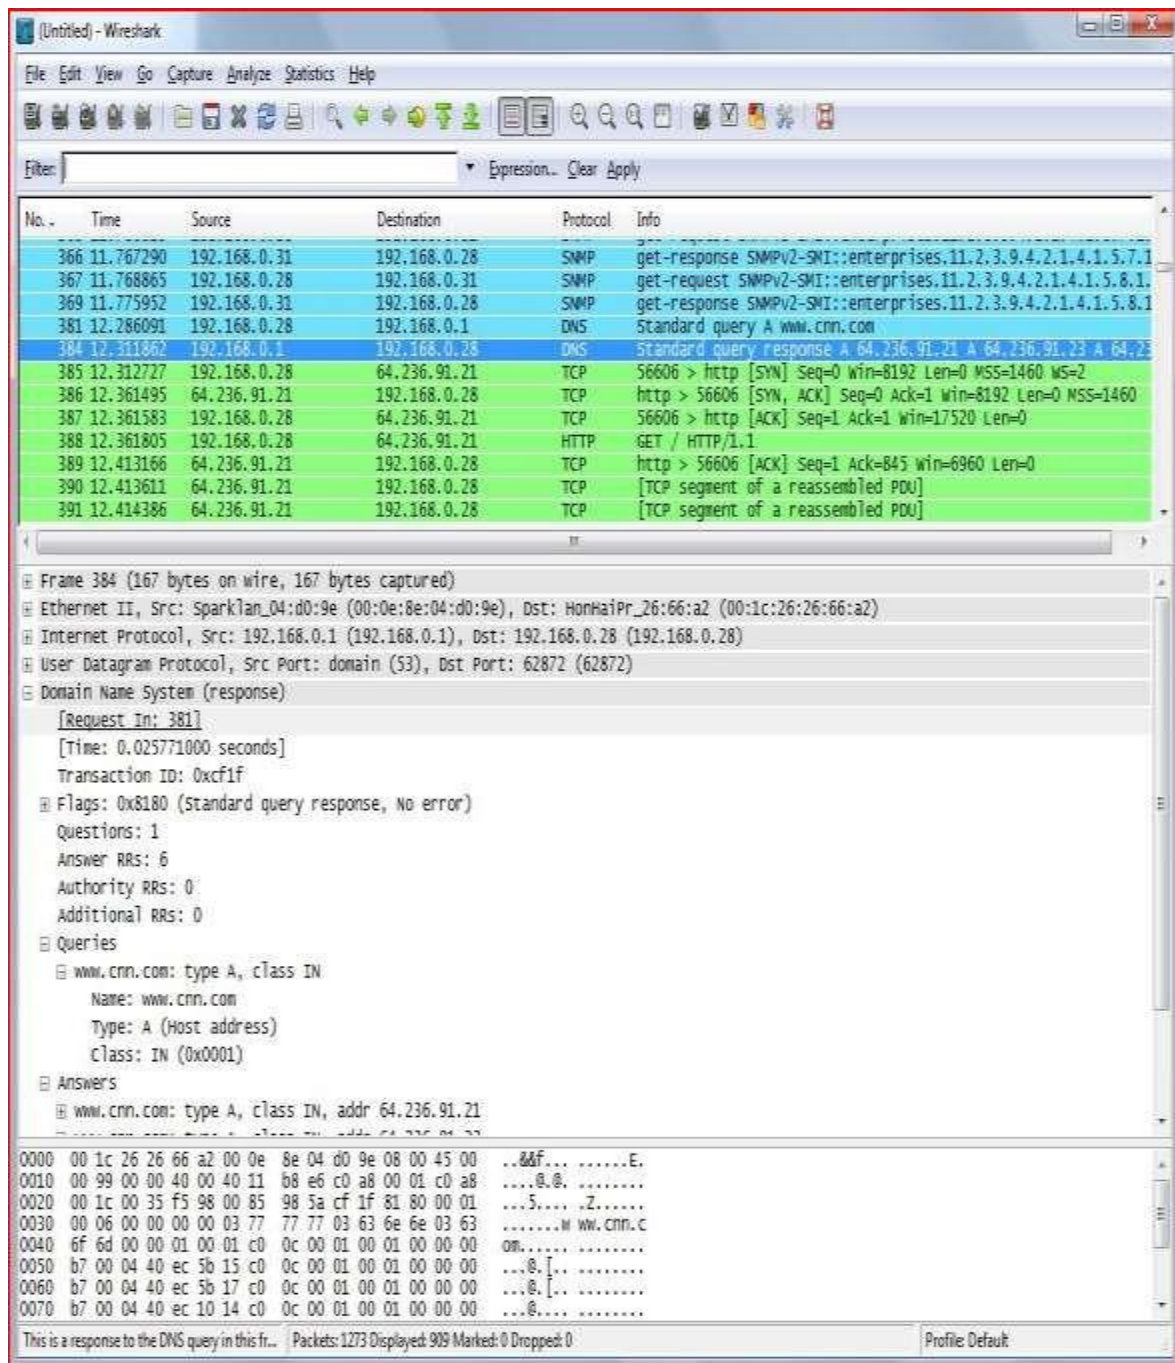 (Untitled) - Wireshark
File Edit View Go Capture Analyze Statistics Help
Filter: Expression... Clear Apply
No. . Time Source Destination Protocol Info
366 11.767290 192.168.0.31 192.168.0.28 SNMP get-response SNMPv2-SMI::enterprises.11.2.3.9.4.2.1.4.1.5.7.1
367 11.768865 192.168.0.28 192.168.0.31 SNMP get-request SNMPv2-SMI::enterprises.11.2.3.9.4.2.1.4.1.5.8.1.
369 11.775952 192.168.0.31 192.168.0.28 SNMP get-response SNMPv2-SMI::enterprises.11.2.3.9.4.2.1.4.1.5.8.1
381 12.286091 192.168.0.28 192.168.0.1 DNS Standard query A www.cnn.com
384 12.311862 192.168.0.1 192.168.0.28 DNS Standard query response A 64.236.91.21 A 64.236.91.23 A 64.23
385 12.312727 192.168.0.28 64.236.91.21 TCP 56606 > http [SYN] Seq=0 Win=8192 Len=0 MSS=1460 WS=2
386 12.361495 64.236.91.21 192.168.0.28 TCP http > 56606 [SYN, ACK] Seq=0 Ack=1 Win=8192 Len=0 MSS=1460
387 12.361583 192.168.0.28 64.236.91.21 TCP 56606 > http [ACK] Seq=1 Ack=1 Win=17520 Len=0
388 12.361805 192.168.0.28 64.236.91.21 HTTP GET / HTTP/1.1
389 12.413166 64.236.91.21 192.168.0.28 TCP http > 56606 [ACK] Seq=1 Ack=845 Win=6960 Len=0
390 12.413611 64.236.91.21 192.168.0.28 TCP [TCP segment of a reassembled PDU]
391 12.414386 64.236.91.21 192.168.0.28 TCP [TCP segment of a reassembled PDU]
Frame 384 (167 bytes on wire, 167 bytes captured)
Ethernet II, Src: Sparklan_04:d0:9e (00:0e:8e:04:d0:9e), Dst: HonHaiPr_26:66:a2 (00:1c:26:26:66:a2)
Internet Protocol, Src: 192.168.0.1 (192.168.0.1), Dst: 192.168.0.28 (192.168.0.28)
User Datagram Protocol, Src Port: domain (53), Dst Port: 62872 (62872)
Domain Name System (response)
[Request In: 381]
[Time: 0.025771000 seconds]
Transaction ID: 0xcf1f
Flags: 0x8180 (Standard query response, No error)
Questions: 1
Answer RRs: 6
Authority RRs: 0
Additional RRs: 0
Queries
www.cnn.com: type A, class IN
Name: www.cnn.com
Type: A (Host address)
Class: IN (0x0001)
Answers
www.cnn.com: type A, class IN, addr 64.236.91.21
0000 00 1c 26 26 66 a2 00 0e 8e 04 d0 9e 08 00 45 00 ..&&f... ......E.
0010 00 99 00 00 40 00 40 11 b8 e6 c0 a8 00 01 c0 a8 ....@.@. ........
0020 00 1c 00 35 f5 98 00 85 98 5a cf 1f 81 80 00 01 ...5.... .Z......
0030 00 06 00 00 00 00 03 77 77 77 03 63 6e 6e 03 63 .......w ww.cnn.c
0040 6f 6d 00 00 01 00 01 c0 0c 00 01 00 01 00 00 00 om...... ........
0050 b7 00 04 40 ec 5b 15 c0 0c 00 01 00 01 00 00 00 ...@.[.. ........
0060 b7 00 04 40 ec 5b 17 c0 0c 00 01 00 01 00 00 00 ...@.[.. ........
0070 b7 00 04 40 ec 10 14 c0 0c 00 01 00 01 00 00 00 ...@.... ........
This is a response to the DNS query in this fr... Packets: 1273 Displayed: 909 Marked: 0 Dropped: 0 Profile: Default